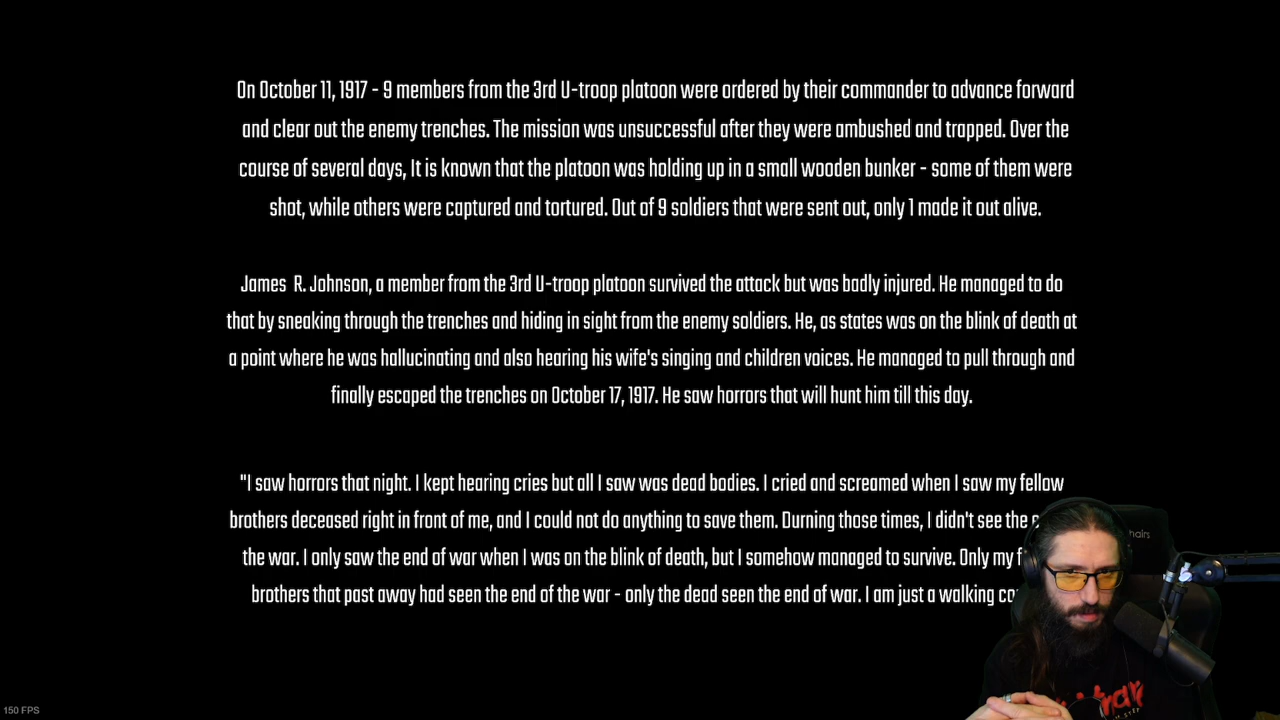 On October 11, 1917 - 9 members from the 3rd U-troop platoon were ordered by their commander to advance forward
and clear out the enemy trenches. The mission was unsuccessful after they were ambushed and trapped. Over the
course of several days, It is known that the platoon was holding up in a small wooden bunker - some of them were
shot, while others were captured and tortured. Out of 9 soldiers that were sent out, only 1 made it out alive.
James R. Johnson, a member from the 3rd U-troop platoon survived the attack but was badly injured. He managed to do
that by sneaking through the trenches and hiding in sight from the enemy soldiers. He, as states was on the blink of death at
a point where he was hallucinating and also hearing his wife's singing and children voices. He managed to pull through and
finally escaped the trenches on October 17, 1917. He saw horrors that will hunt him till this day.
"I saw horrors that night. I kept hearing cries but all I saw was dead bodies. I cried and screamed when I saw my fellow
brothers deceased right in front of me, and I could not do anything to save them. Durning those times, I didn't see the
the war. I only saw the end of war when I was on the blink of death, but I somehow managed to survive. Only my
brothers that past away had seen the end of the war - only the dead seen the end of war. I am just a walking
hairs
150 FPS